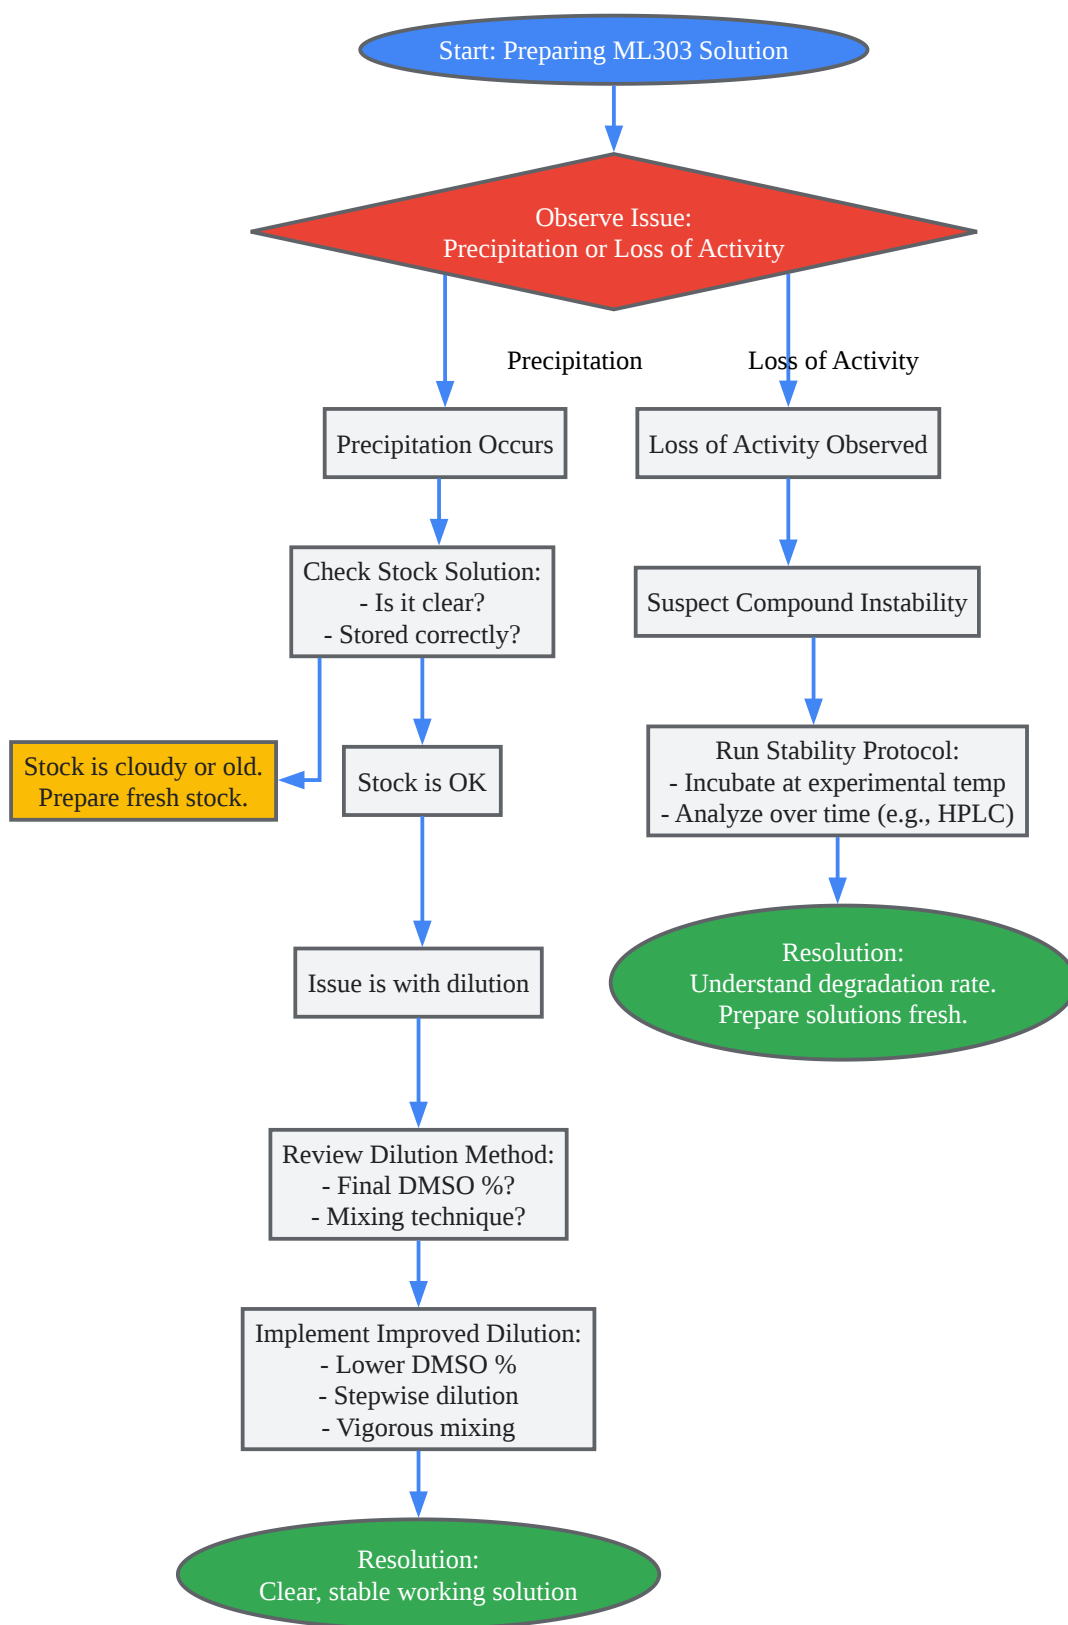 Start: Preparing ML303 Solution
Observe Issue:
Precipitation or Loss of Activity
Precipitation
Loss of Activity
Precipitation Occurs
Loss of Activity Observed
Check Stock Solution:
- Is it clear?
- Stored correctly?
Suspect Compound Instability
Stock is cloudy or old.
Prepare fresh stock.
Stock is OK
Run Stability Protocol:
- Incubate at experimental temp
- Analyze over time (e.g., HPLC)
Issue is with dilution
Resolution:
Understand degradation rate.
Prepare solutions fresh.
Review Dilution Method:
- Final DMSO %?
- Mixing technique?
Implement Improved Dilution:
- Lower DMSO %
- Stepwise dilution
- Vigorous mixing
Resolution:
Clear, stable working solution